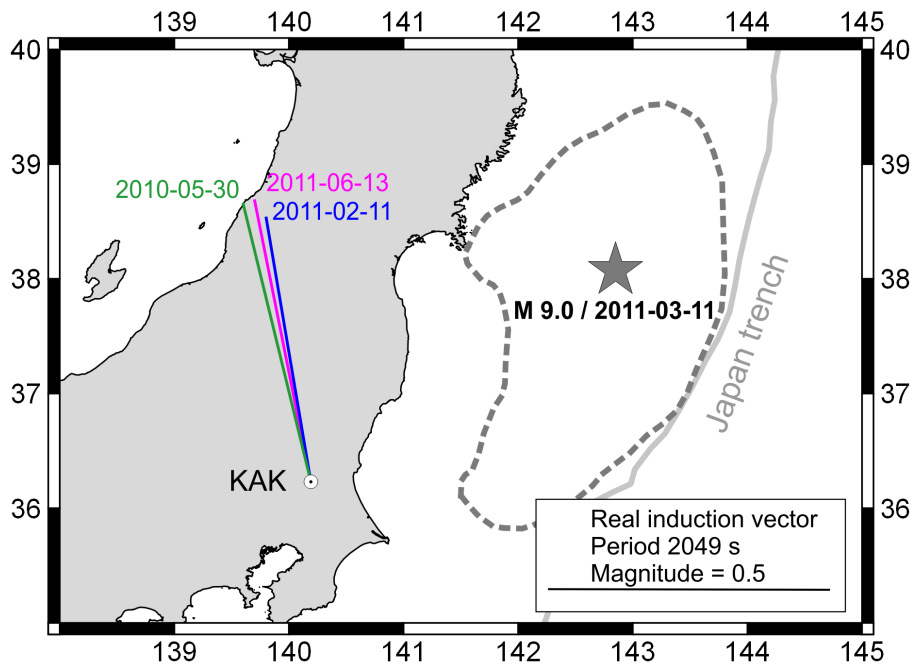 139 140 141 142 143 144 145
40 40
39 39
2010-05-30 2011-06-13
2011-02-11
38 38
M 9.0 / 2011-03-11
Japan trench
37 37
KAK
36 36
Real induction vector
Period 2049 s
Magnitude = 0.5
139 140 141 142 143 144 145